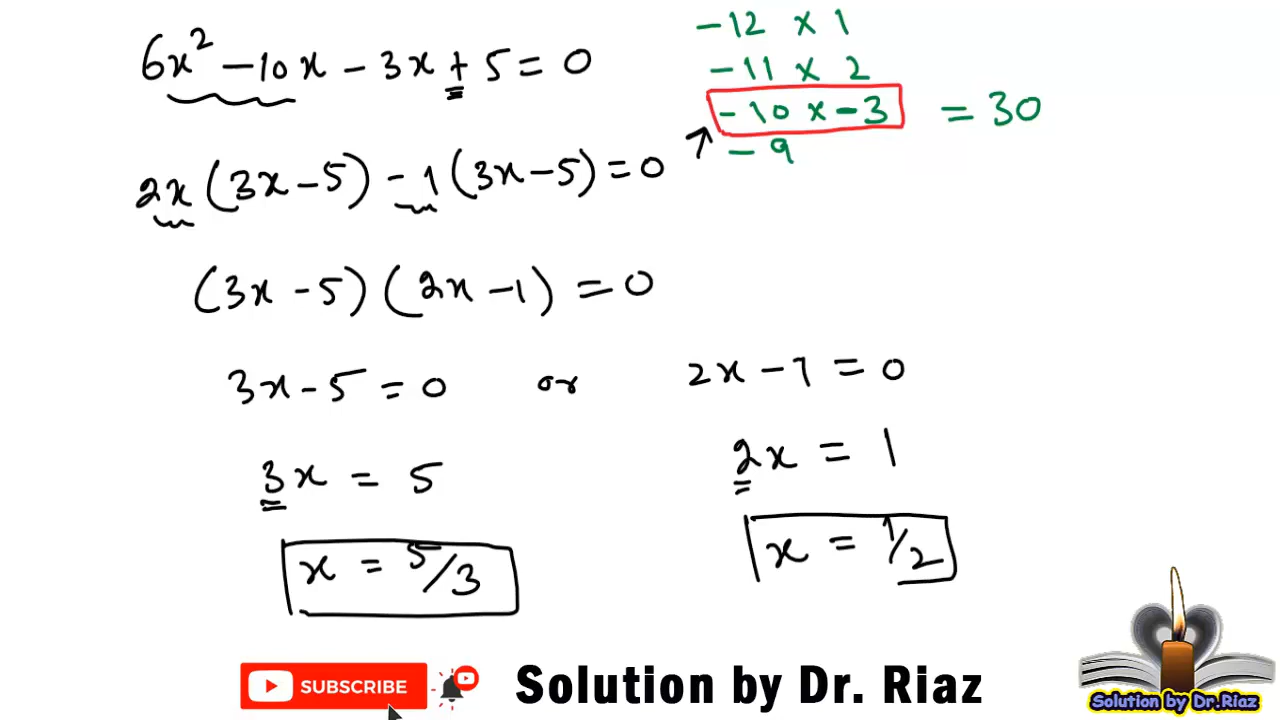 6x² - 10x - 3x + 5 = 0
-12 x 1
-11 x 2
-10 x -3 = 30
-9
2x (3x - 5) - 1 (3x - 5) = 0
(3x - 5) (2x - 1) = 0
3x - 5 = 0 or 2x - 1 = 0
3x = 5
2x = 1
x = 5/3
x = 1/2
SUBSCRIBE
Solution by Dr. Riaz
Solution by Dr.Riaz